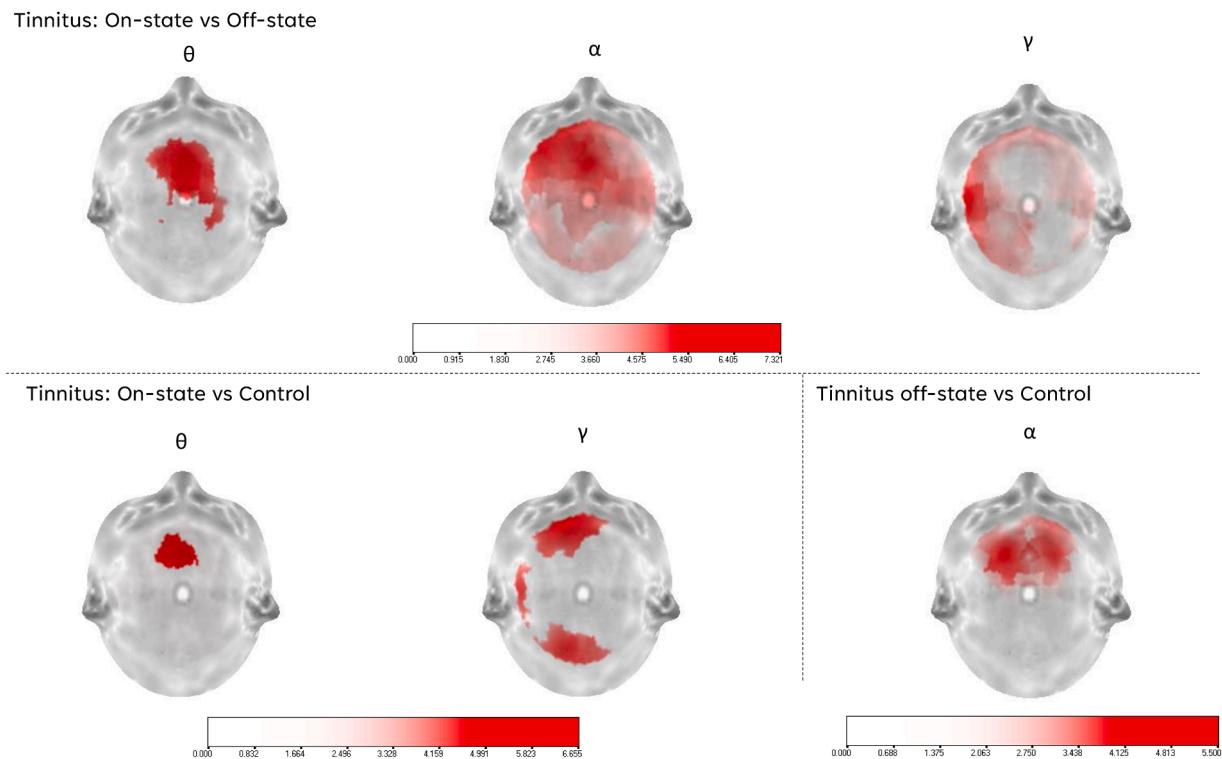 Tinnitus: On-state vs Off-state
θ
α
γ
0.000 0.915 1.830 2.745 3.660 4.575 5.490 6.405 7.321
Tinnitus: On-state vs Control
Tinnitus off-state vs Control
θ
γ
α
0.000 0.832 1.664 2.496 3.328 4.159 4.991 5.823 6.655
0.000 0.688 1.375 2.063 2.750 3.438 4.125 4.813 5.500